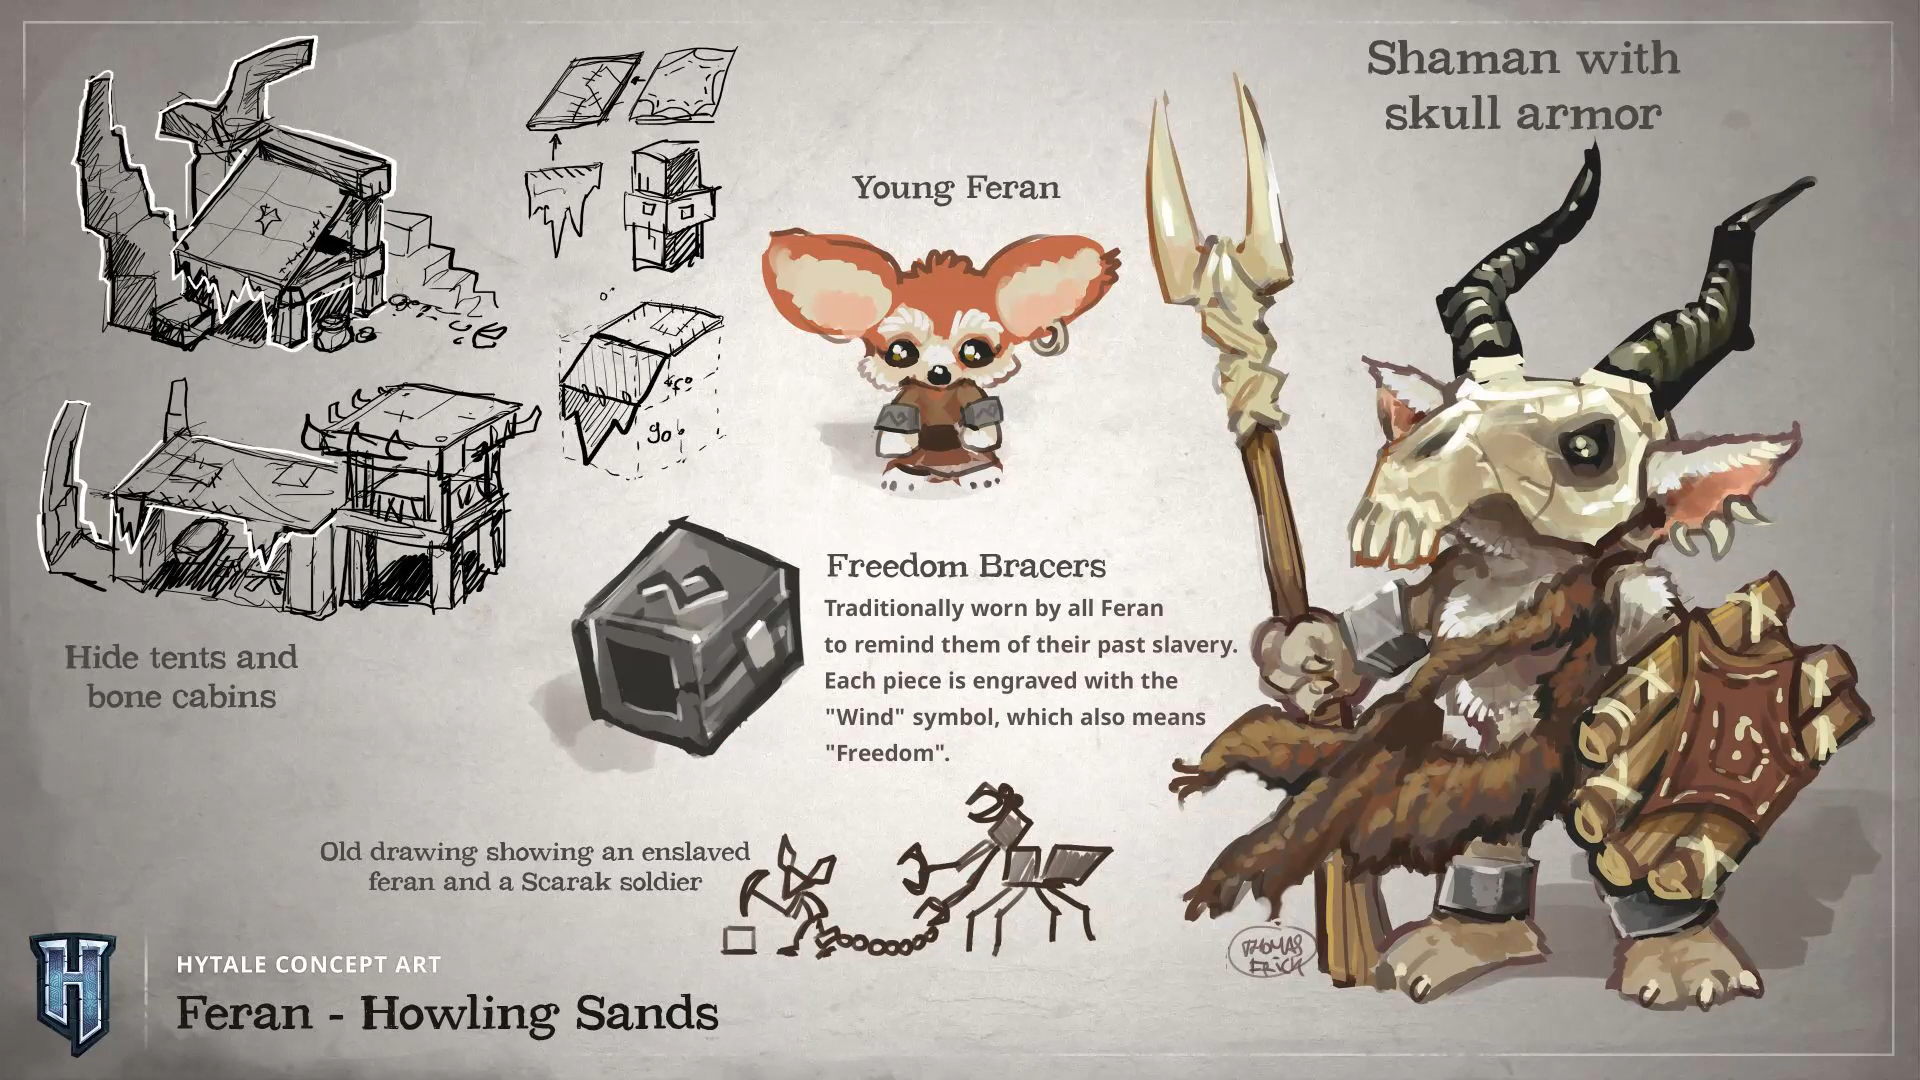 Shaman with
skull armor
Young Feran
Freedom Bracers
Traditionally worn by all Feran
to remind them of their past slavery.
Each piece is engraved with the
"Wind" symbol, which also means
"Freedom".
Hide tents and
bone cabins
Old drawing showing an enslaved
feran and a Scarak soldier
THOMAS
FRICK
H
HYTALE CONCEPT ART
Feran - Howling Sands